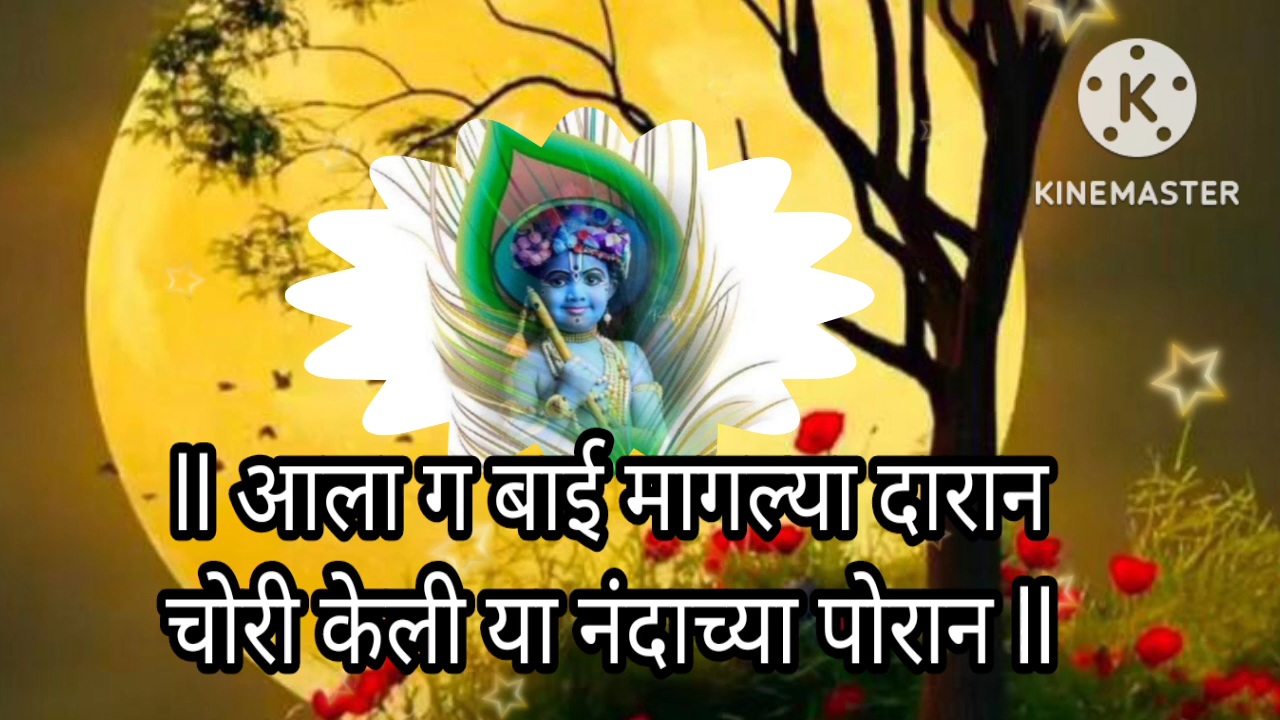 K
KINEMASTER
|| आला ग बाई मागल्या दारान
चोरी केली या नंदाच्या पोरान ||